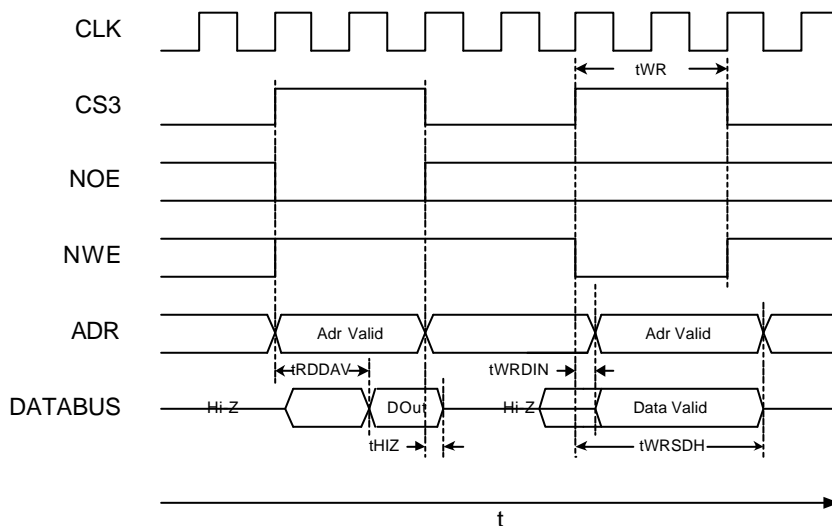 CLK
tWR
CS3
NOE
NWE
ADR
Adr Valid
Adr Valid
tRDDAV
tWRDIN
DATABUS
Hi-Z
DOut
Hi-Z
Data Valid
tHIZ
tWRSDH
t